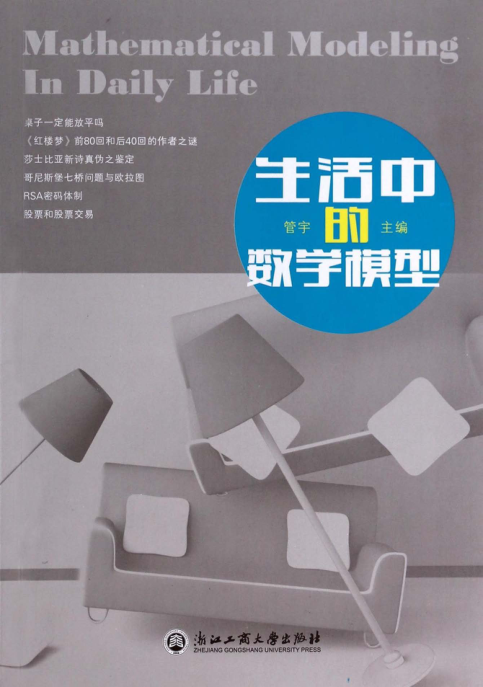 Mathematical Modeling
In Daily Life
桌子一定能放平吗
《红楼梦》前80回和后40回的作者之谜
莎士比亚新诗真伪之鉴定
哥尼斯堡七桥问题与欧拉图
RSA密码体制
股票和股票交易
生活中
管宇 的 主编
数学模型
浙江工商大学出版社
ZHEJIANG GONGSHANG UNIVERSITY PRESS